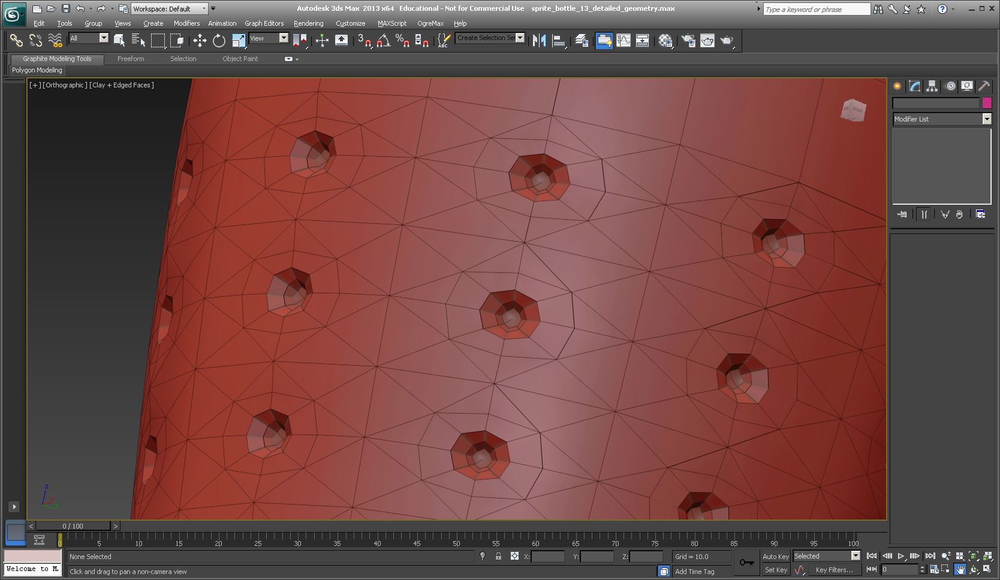 Workspace: Default
Autodesk 3ds Max 2013 x64 Educational - Not for Commercial Use sprite_bottle_13_detailed_geometry.max
Type a keyword or phrase
Edit Tools Group Views Create Modifiers Animation Graph Editors Rendering Customize MAXScript OgreMax Help
All
View
3
%
ABC
Create Selection Set
Graphite Modeling Tools Freeform Selection Object Paint
Polygon Modeling
[+] [Orthographic] [Clay + Edged Faces]
RIGHT
Modifier List
z
x
y
< 0 / 100 >
0 5 10 15 20 25 30 35 40 45 50 55 60 65 70 75 80 85 90 95 100
None Selected
X: Y: Z:
Grid = 10.0
Auto Key
Selected
Welcome to M
Click and drag to pan a non-camera view
Add Time Tag
Set Key
Key Filters...
0